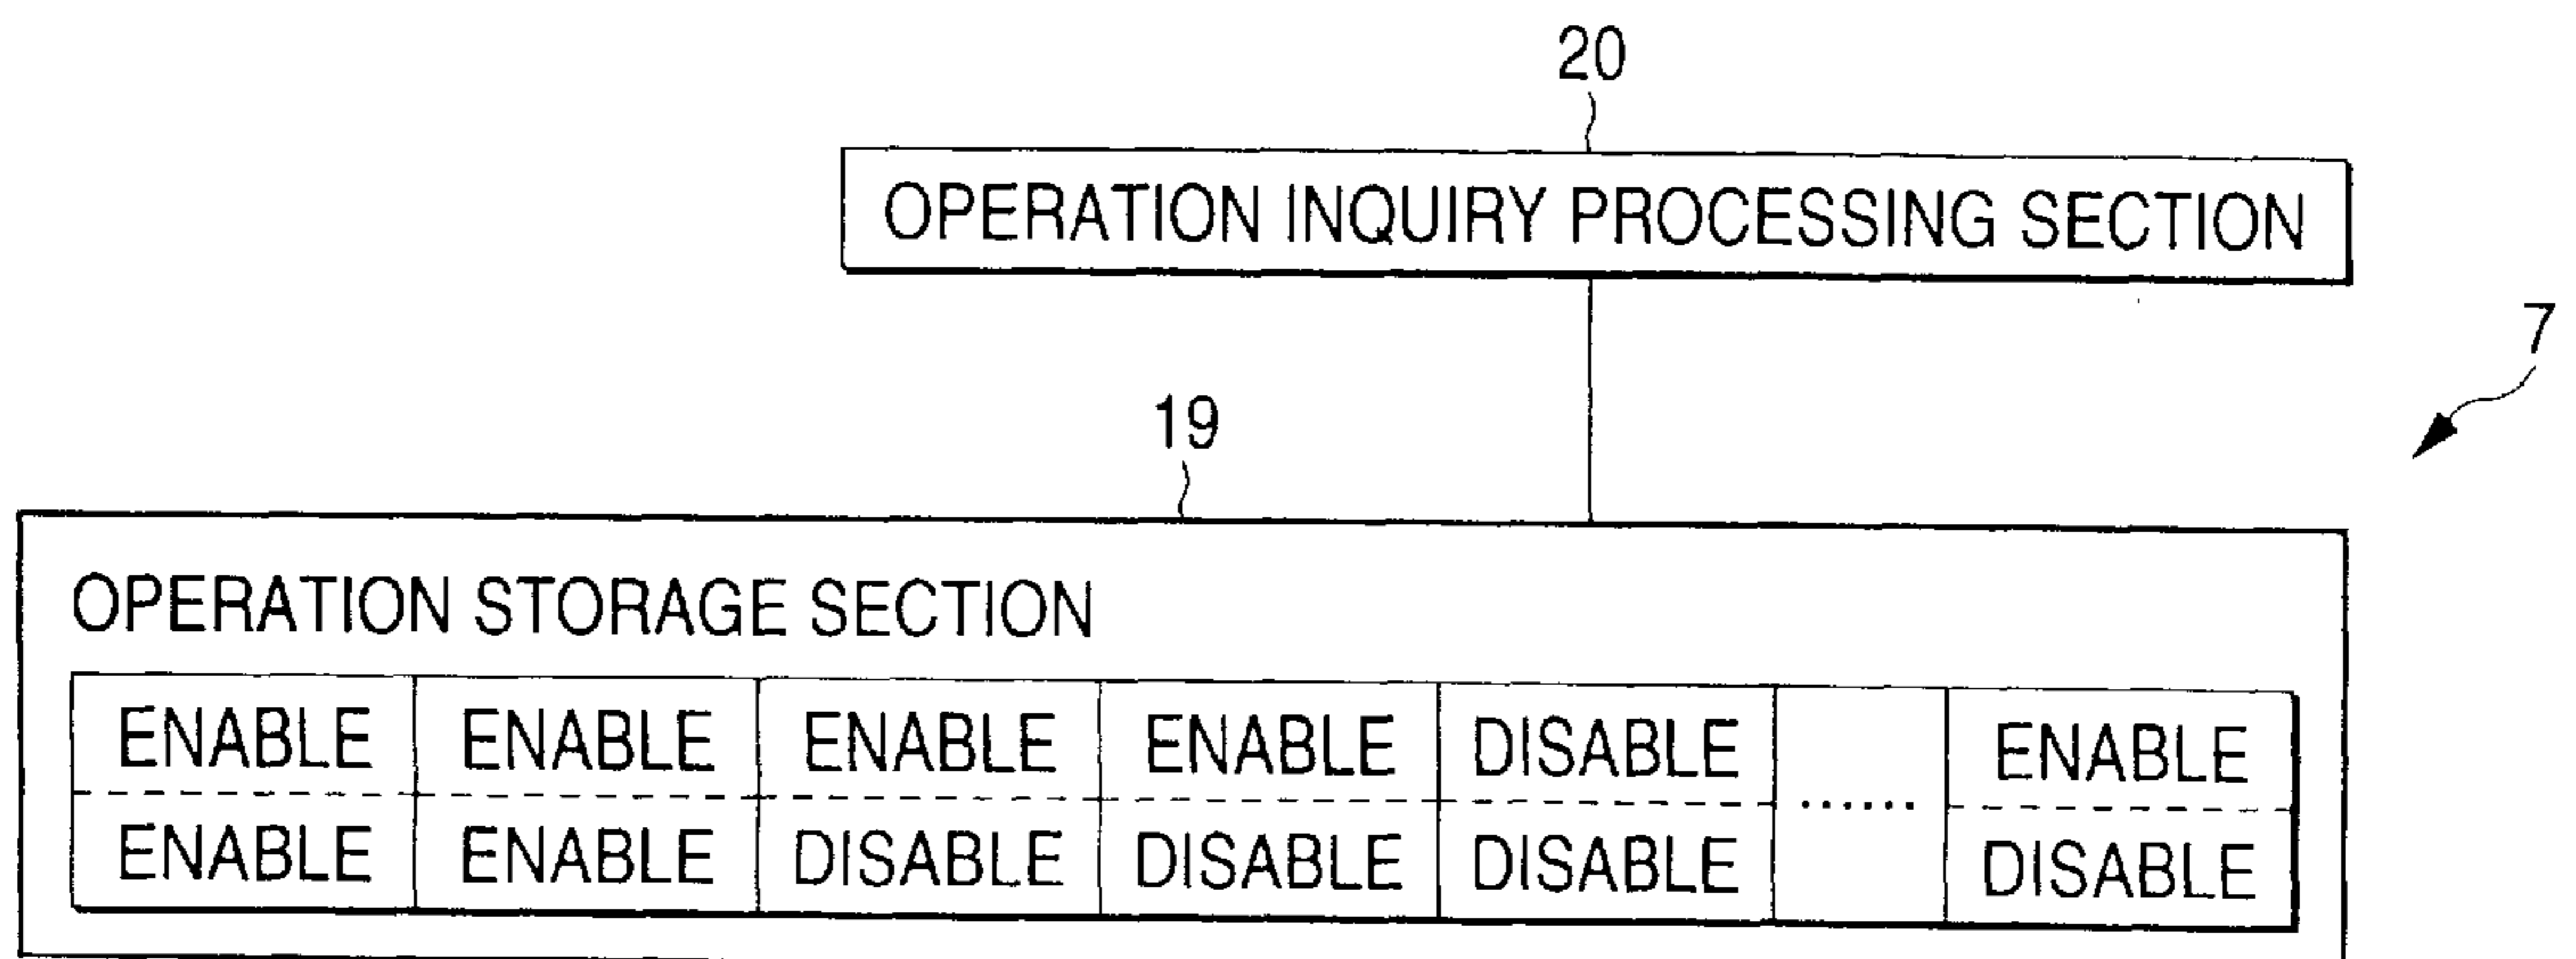 20
OPERATION INQUIRY PROCESSING SECTION
7
19
OPERATION STORAGE SECTION
ENABLE ENABLE ENABLE ENABLE DISABLE ...... ENABLE
ENABLE ENABLE DISABLE DISABLE DISABLE DISABLE